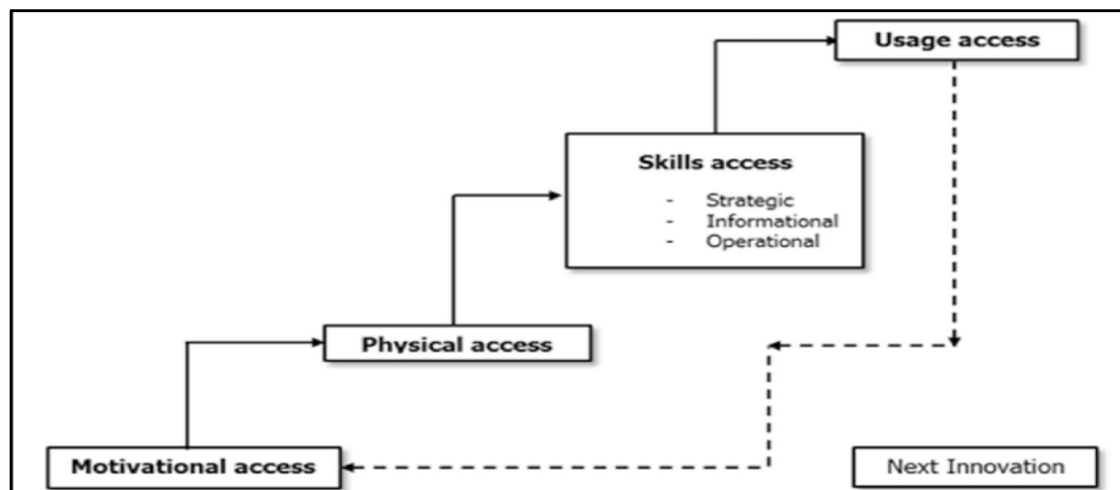 Usage access
Skills access
- Strategic
- Informational
- Operational
Physical access
Motivational access
Next Innovation